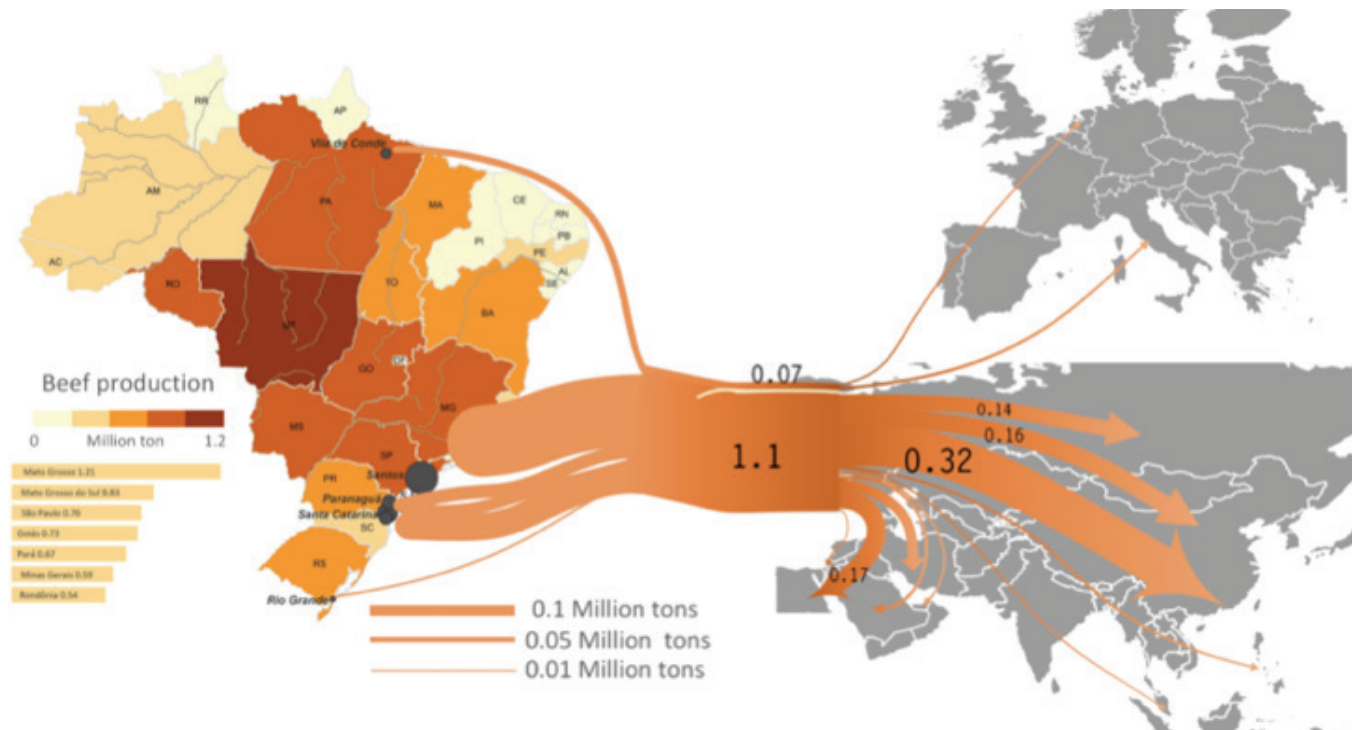 RR
AP
Vila do Conde
AM
PA
MA
CE
RN
PB
PI
PE
AL
SE
AC
RO
TO
BA
MT
GO
DF
MG
MS
SP
Santos
PR
Paranaguá
Santa Catarina
SC
RS
Rio Grande
Beef production
0 Million ton 1.2
Mato Grosso 1.21
Mato Grosso do Sul 0.83
São Paulo 0.76
Goiás 0.73
Pará 0.67
Minas Gerais 0.59
Rondônia 0.54
0.1 Million tons
0.05 Million tons
0.01 Million tons
0.07
1.1
0.14
0.16
0.32
0.17